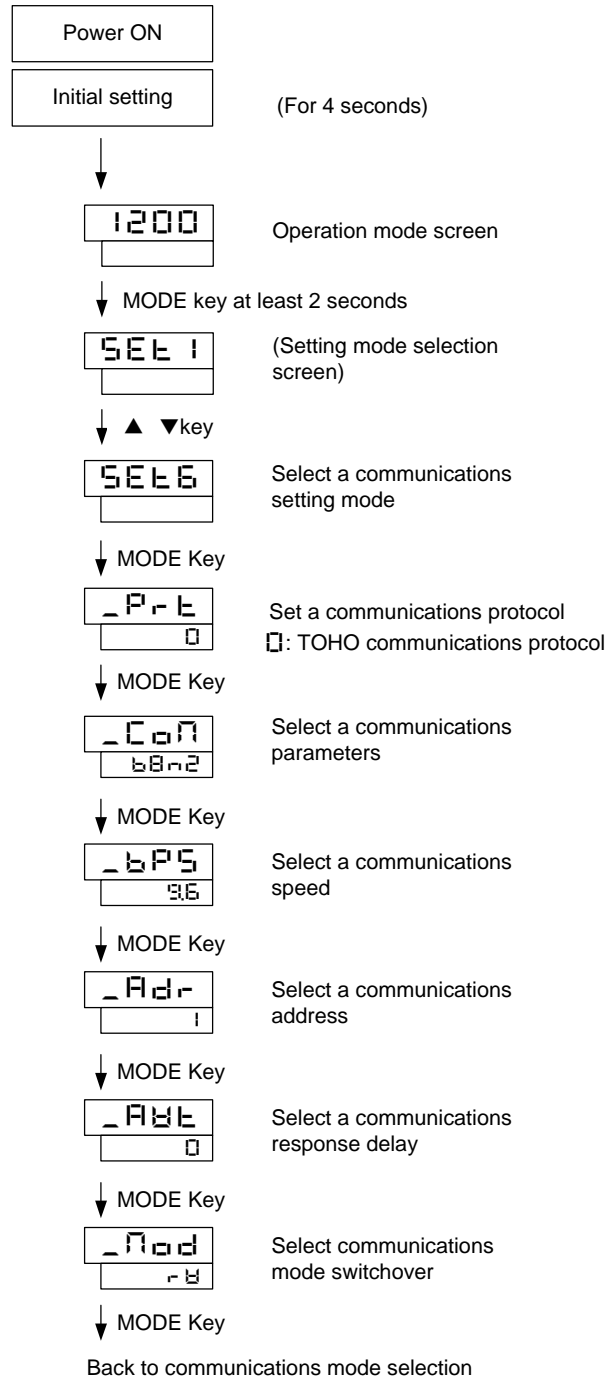 Power ON
Initial setting
(For 4 seconds)
1200
Operation mode screen
MODE key at least 2 seconds
SEt 1
(Setting mode selection
screen)
▲ ▼key
SEt6
Select a communications
setting mode
MODE Key
_Prt
0
Set a communications protocol
0: TOHO communications protocol
MODE Key
_CoM
b8n2
Select a communications
parameters
MODE Key
_bPS
9.6
Select a communications
speed
MODE Key
_Adr
1
Select a communications
address
MODE Key
_AWt
0
Select a communications
response delay
MODE Key
_Mod
rW
Select communications
mode switchover
MODE Key
Back to communications mode selection